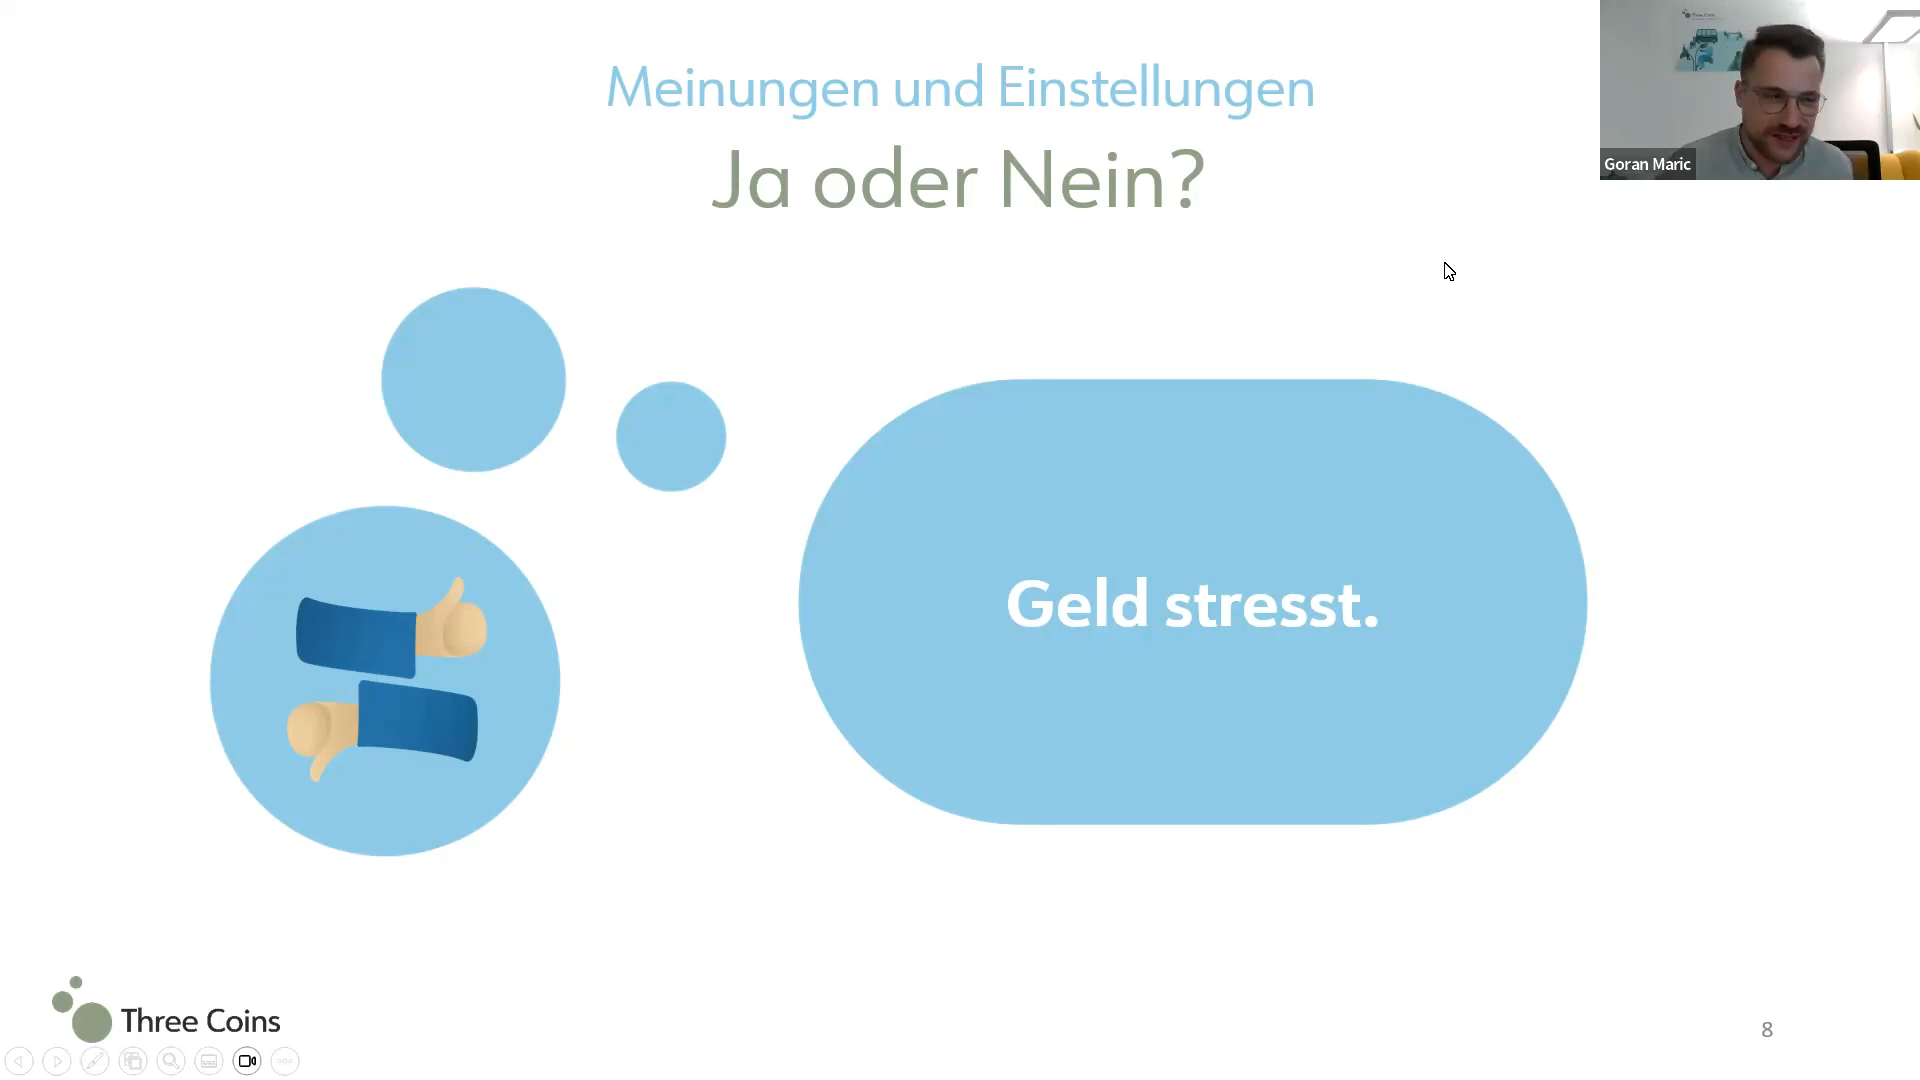 Meinungen und Einstellungen
Ja oder Nein?
Goran Maric
Geld stresst.
Three Coins
8